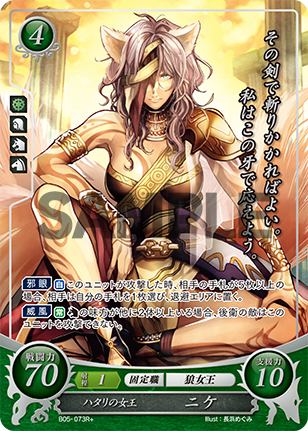 4
その剣で斬りかかればよい。
私はこの牙で応えよう。
SAMPLE
邪眼 自 このユニットが攻撃した時、相手の手札が5枚以上の
場合、相手は自分の手札を1枚選び、退避エリアに置く。
威風 常 の味方が他に2体以上いる場合、後衛の敵はこの
ユニットを攻撃できない。
戦闘力 70
射程 1 固定職 狼女王
支援力 10
ハタリの女王 ニケ
B05-073R+ Illust：長浜めぐみ